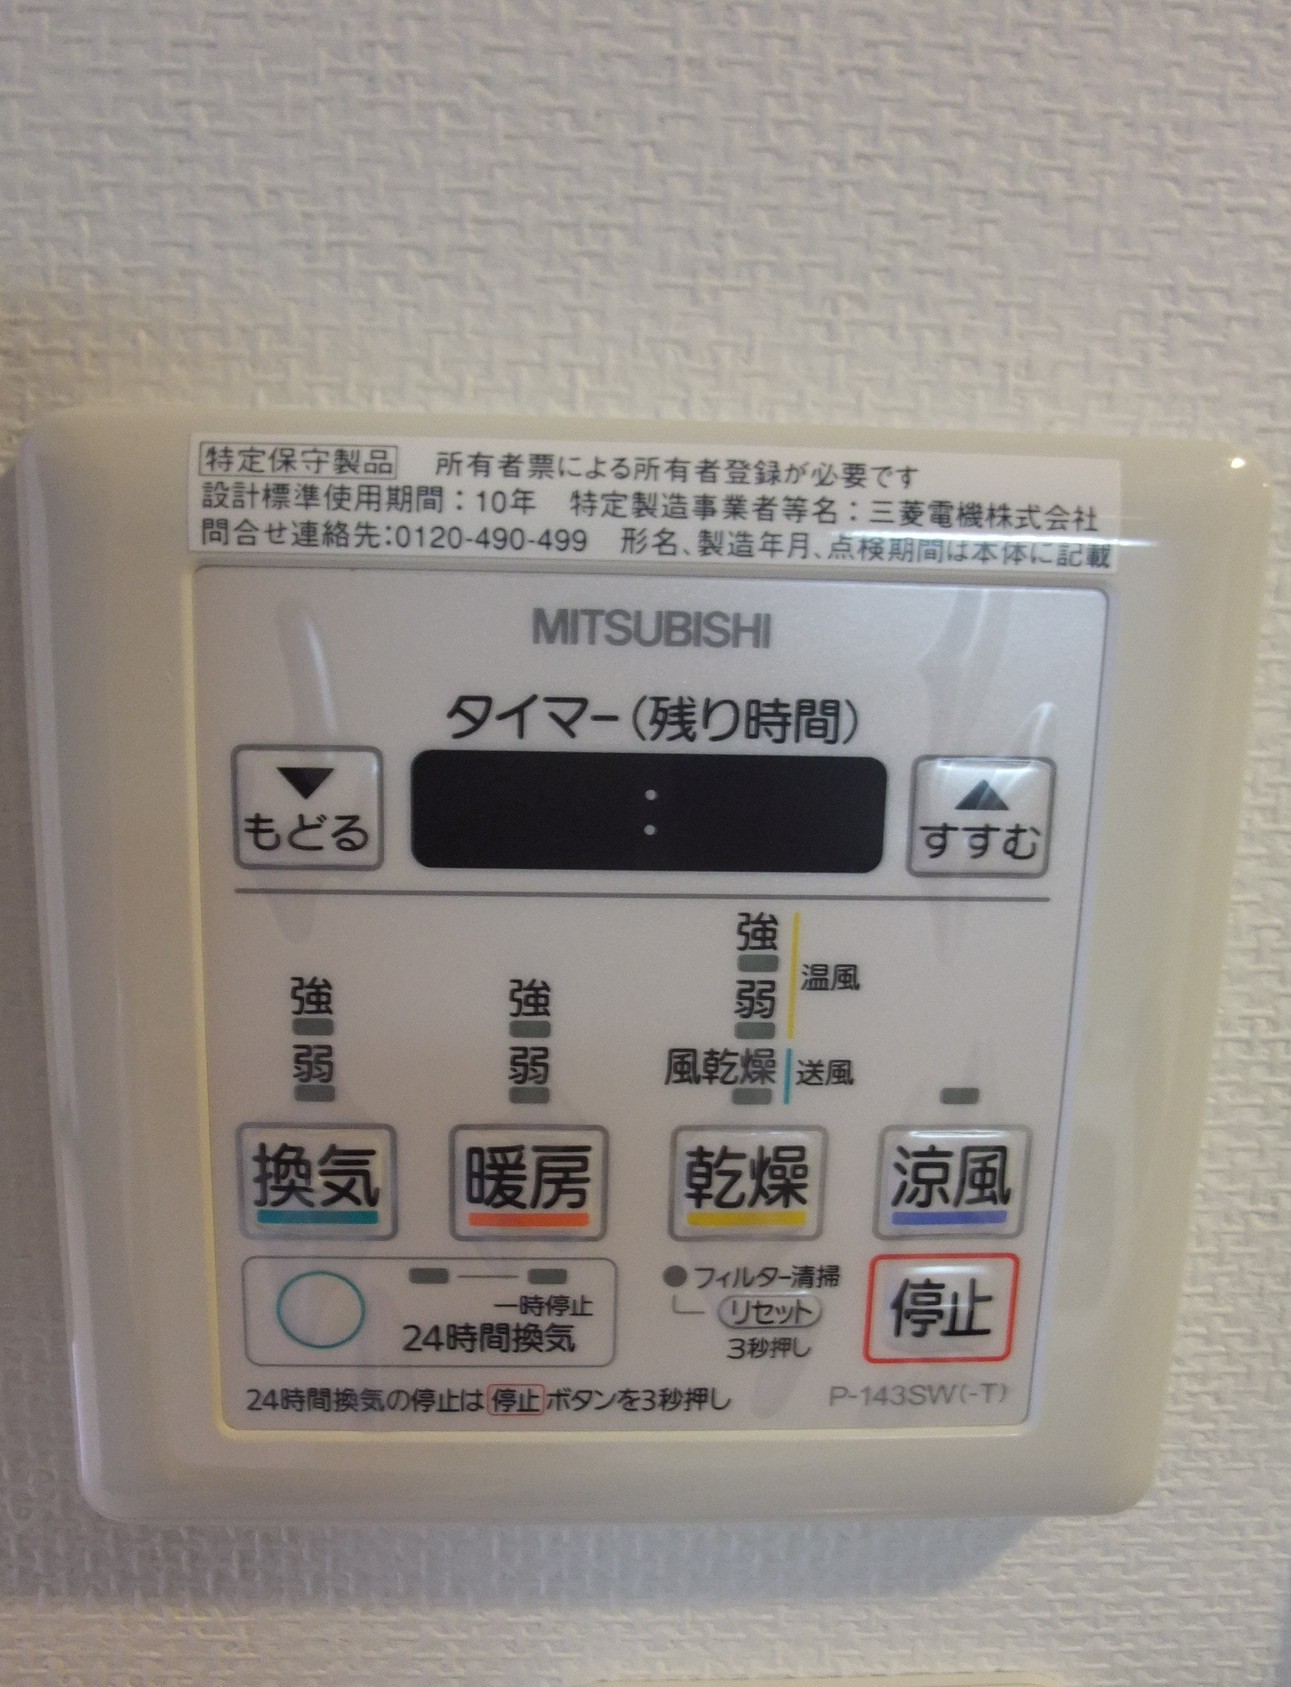 特定保守製品 所有者票による所有者登録が必要です
設計標準使用期間：10年 特定製造事業者等名：三菱電機株式会社
問合せ連絡先:0120-490-499 形名、製造年月、点検期間は本体に記載
MITSUBISHI
タイマー(残り時間)
▼ : ▲
もどる すすむ
強
温風
強 強 弱
弱 弱 風乾燥 送風
換気 暖房 乾燥 涼風
フィルター清掃
一時停止 リセット 停止
24時間換気 3秒押し
24時間換気の停止は 停止 ボタンを3秒押し P-143SW(-T)